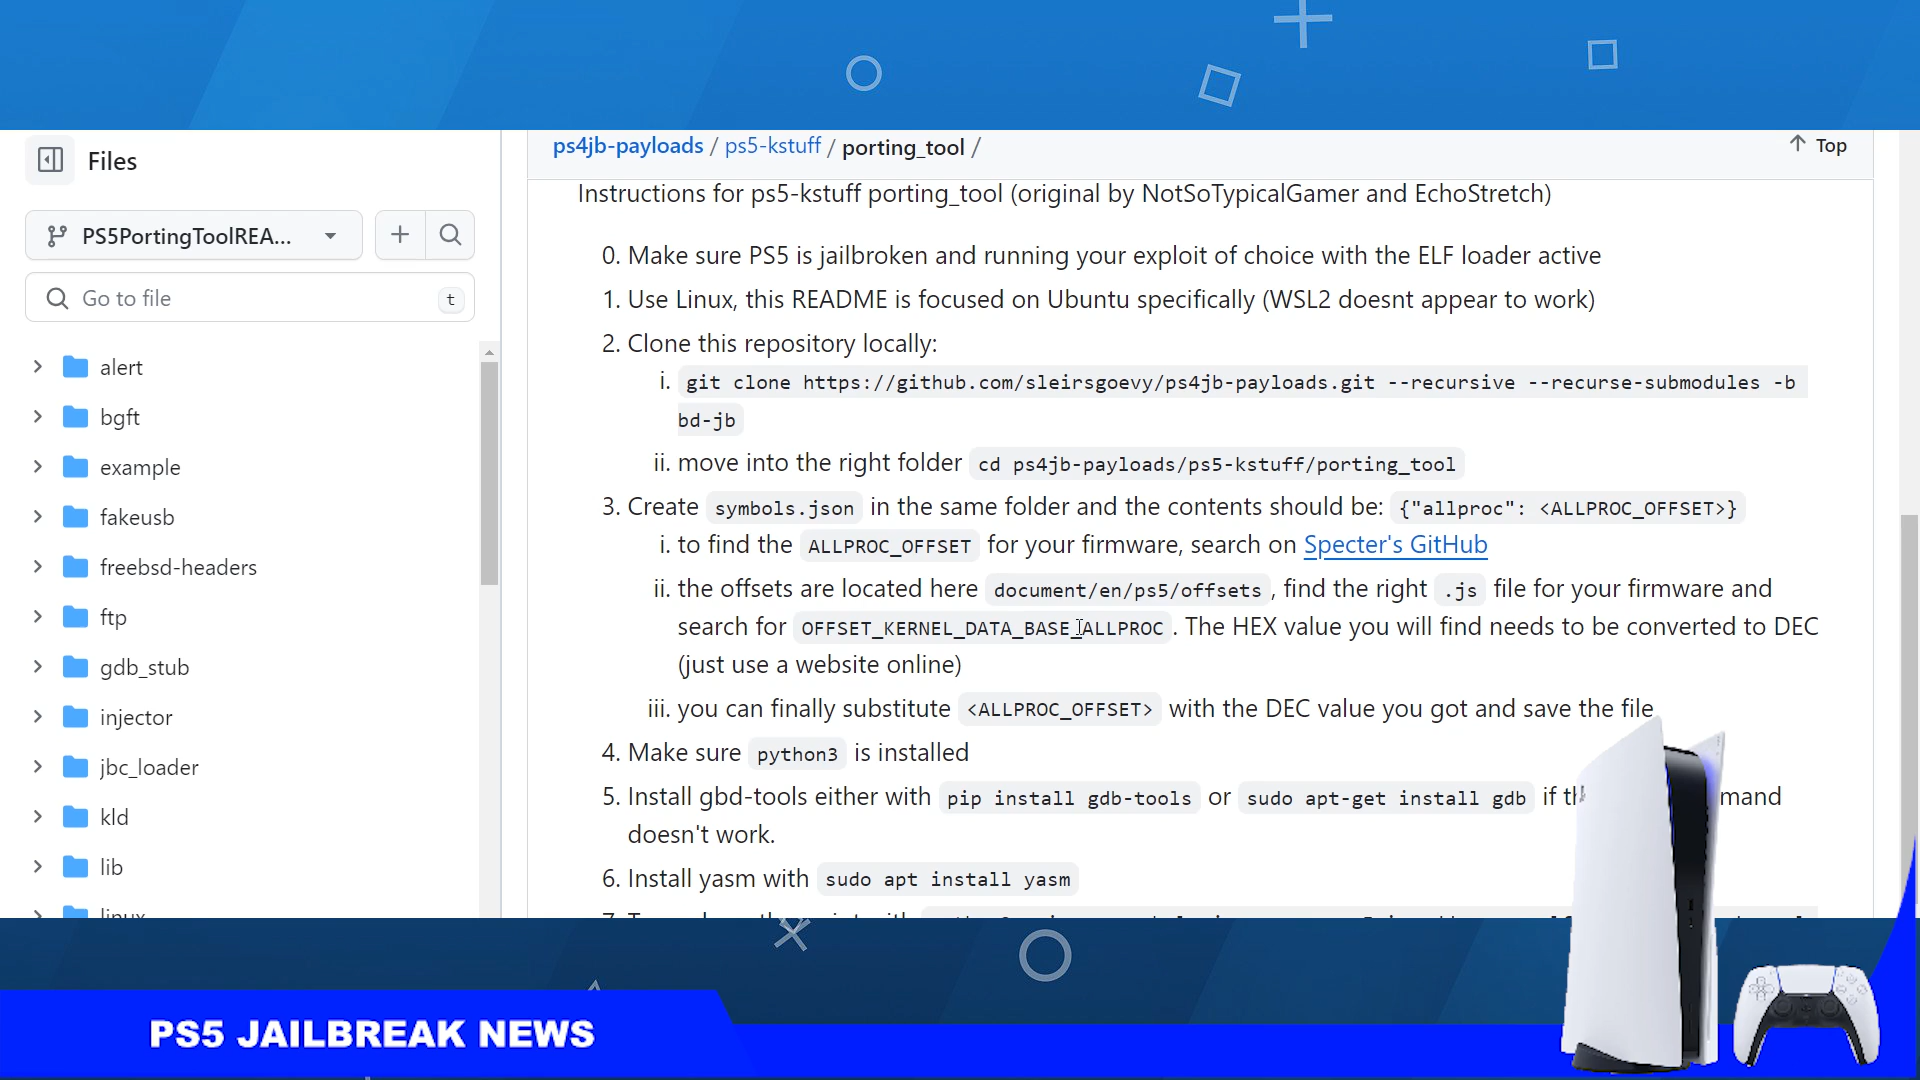 Files
PS5PortingToolREA...
Go to file
t
alert
bgft
example
fakeusb
freebsd-headers
ftp
gdb_stub
injector
jbc_loader
kld
lib
linux
ps4jb-payloads / ps5-kstuff / porting_tool /
Top
Instructions for ps5-kstuff porting_tool (original by NotSoTypicalGamer and EchoStretch)
0. Make sure PS5 is jailbroken and running your exploit of choice with the ELF loader active
1. Use Linux, this README is focused on Ubuntu specifically (WSL2 doesnt appear to work)
2. Clone this repository locally:
i. git clone https://github.com/sleirsgoevy/ps4jb-payloads.git --recursive --recurse-submodules -b
bd-jb
ii. move into the right folder cd ps4jb-payloads/ps5-kstuff/porting_tool
3. Create symbols.json in the same folder and the contents should be: {"allproc": <ALLPROC_OFFSET>}
i. to find the ALLPROC_OFFSET for your firmware, search on Specter's GitHub
ii. the offsets are located here document/en/ps5/offsets , find the right .js file for your firmware and
search for OFFSET_KERNEL_DATA_BASE_ALLPROC . The HEX value you will find needs to be converted to DEC
(just use a website online)
iii. you can finally substitute <ALLPROC_OFFSET> with the DEC value you got and save the file
4. Make sure python3 is installed
5. Install gbd-tools either with pip install gdb-tools or sudo apt-get install gdb if
doesn't work.
6. Install yasm with sudo apt install yasm
PS5 JAILBREAK NEWS